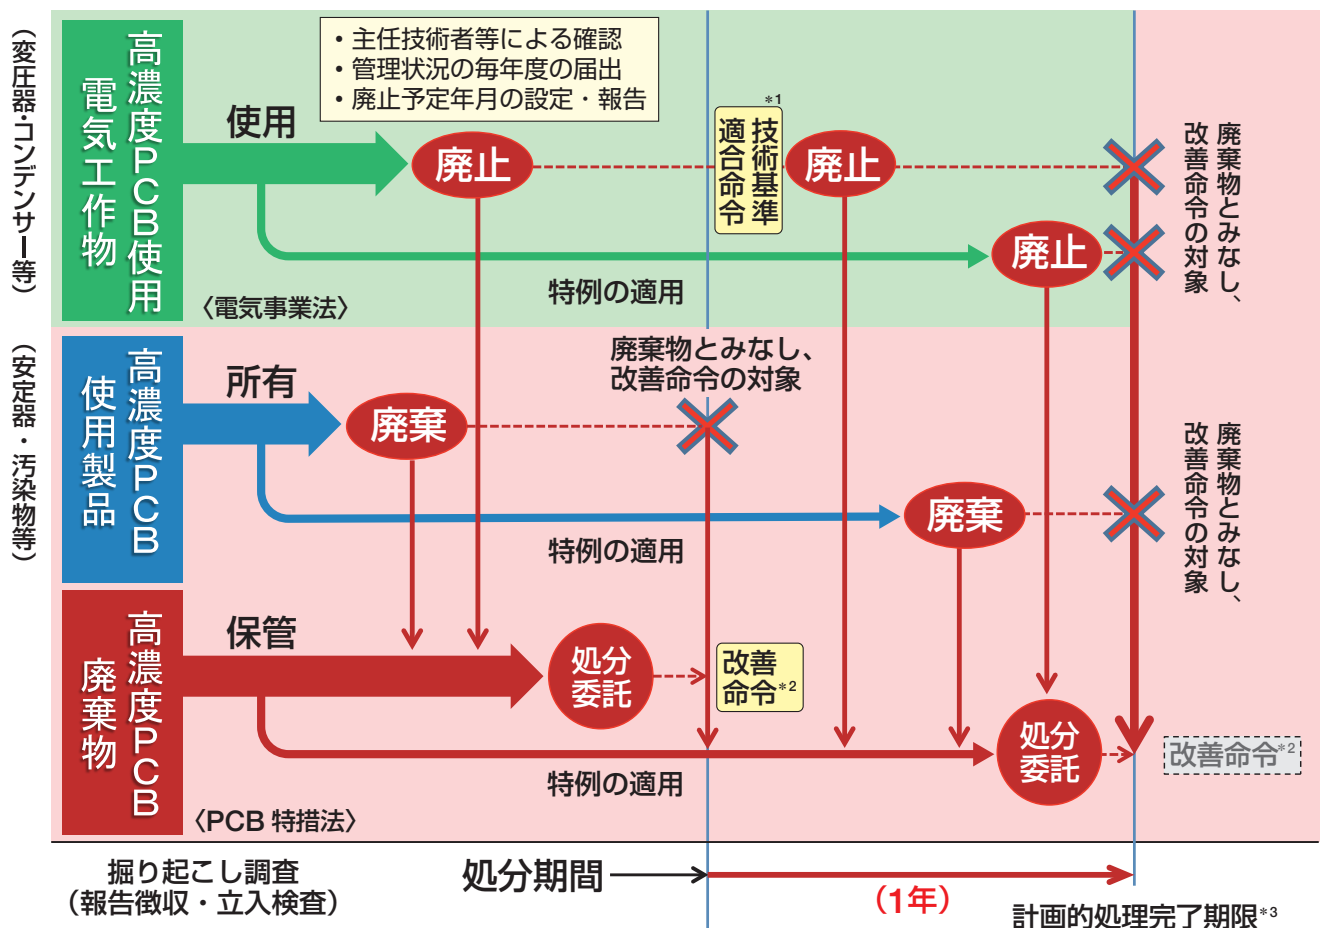 （変圧器・コンデンサー等）
高濃度PCB使用
電気工作物
使用
・主任技術者等による確認
・管理状況の毎年度の届出
・廃止予定年月の設定・報告
廃止
*1
技術基準
適合命令
廃止
廃止
特例の適用
〈電気事業法〉
廃棄物とみなし、
改善命令の対象
（安定器・汚染物等）
高濃度PCB
使用製品
所有
廃棄
廃棄物とみなし、
改善命令の対象
廃棄
特例の適用
廃棄物とみなし、
改善命令の対象
高濃度PCB
廃棄物
保管
処分
委託
改善
命令*2
処分
委託
改善命令*2
特例の適用
〈PCB 特措法〉
掘り起こし調査
（報告徴収・立入検査）
処分期間
（1年）
計画的処理完了期限*3